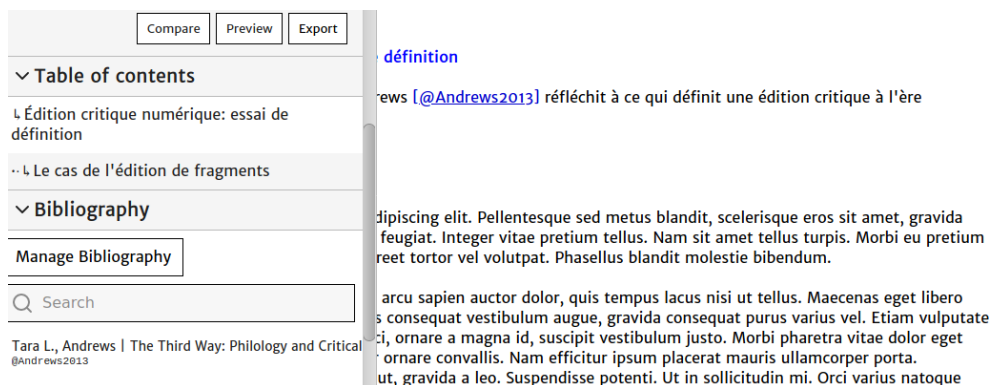 Compare Preview Export
Table of contents
↳Édition critique numérique: essai de
définition
··↳Le cas de l'édition de fragments
Bibliography
Manage Bibliography
Search
Tara L., Andrews | The Third Way: Philology and Critical
@Andrews2013
définition
[@Andrews2013] réfléchit à ce qui définit une édition critique à l'ère
elit. Pellentesque sed metus blandit, scelerisque eros sit amet, gravida
feugiat. Integer vitae pretium tellus. Nam sit amet tellus turpis. Morbi eu pretium
tortor vel volutpat. Phasellus blandit molestie bibendum.
arcu sapien auctor dolor, quis tempus lacus nisi ut tellus. Maecenas eget libero
consequat vestibulum augue, gravida consequat purus varius vel. Etiam vulputate
ornare a magna id, suscipit vestibulum justo. Morbi pharetra vitae dolor eget
ornare convallis. Nam efficitur ipsum placerat mauris ullamcorper porta.
ut, gravida a leo. Suspendisse potenti. Ut in sollicitudin mi. Orci varius natoque